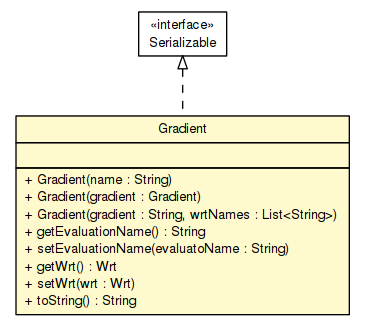 «interface»
Serializable
Gradient
+ Gradient(name : String)
+ Gradient(gradient : Gradient)
+ Gradient(gradient : String, wrtNames : List<String>)
+ getEvaluationName() : String
+ setEvaluationName(evaluatoName : String)
+ getWrt() : Wrt
+ setWrt(wrt : Wrt)
+ toString() : String